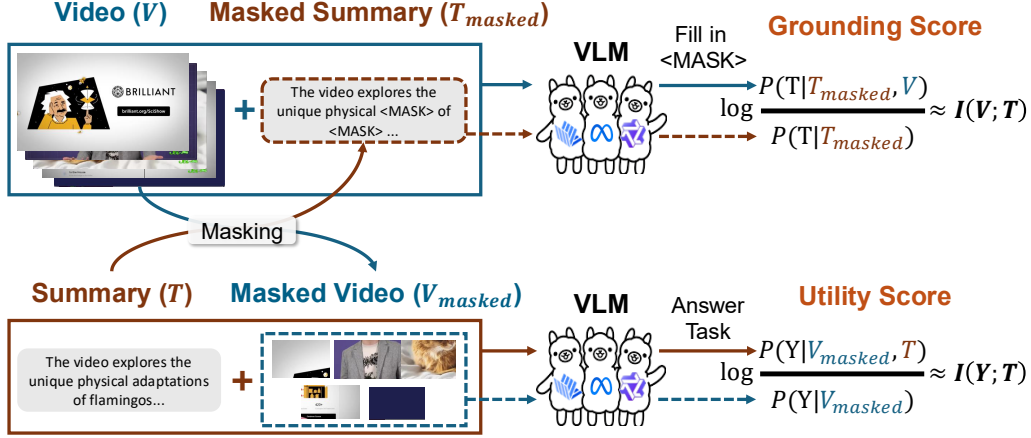 Video (V)
Masked Summary (T_masked)
BRILLIANT
brilliant.org/SciShow
+
The video explores the
unique physical <MASK> of
<MASK> ...
VLM
Fill in
<MASK>
Grounding Score
log P(T|T_masked, V) / P(T|T_masked) ≈ I(V; T)
Masking
Summary (T)
Masked Video (V_masked)
The video explores the
unique physical adaptations
of flamingos...
+
VLM
Answer
Task
Utility Score
log P(Y|V_masked, T) / P(Y|V_masked) ≈ I(Y; T)